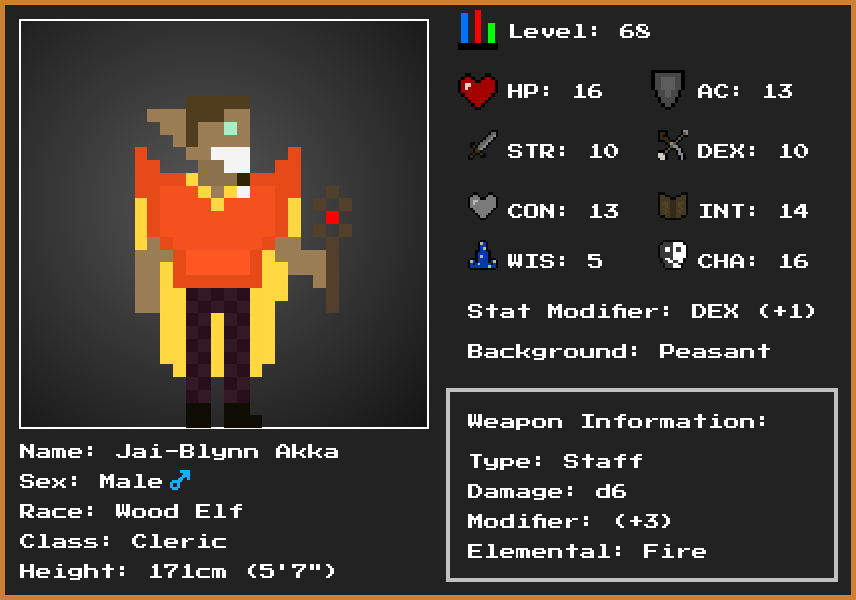 Level: 68
HP: 16
AC: 13
STR: 10
DEX: 10
CON: 13
INT: 14
WIS: 5
CHA: 16
Stat Modifier: DEX (+1)
Background: Peasant
Name: Jai-Blynn Akka
Sex: Male♂
Race: Wood Elf
Class: Cleric
Height: 171cm (5'7")
Weapon Information:
Type: Staff
Damage: d6
Modifier: (+3)
Elemental: Fire